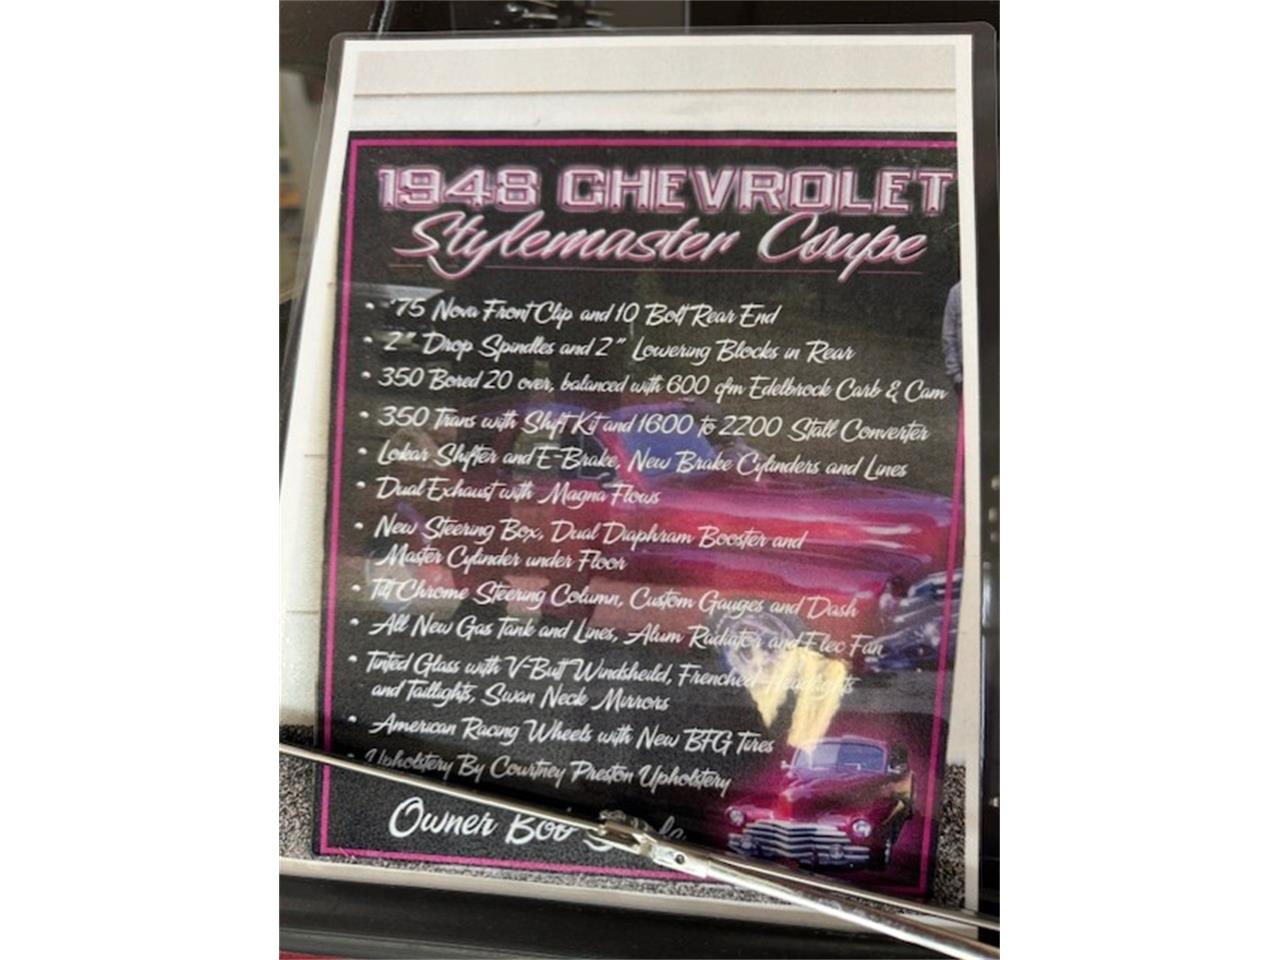 1948 CHEVROLET
Stylemaster Coupe
• '75 Nova Front Clip and 10 Bolt Rear End
• 2" Drop Spindles and 2" Lowering Blocks in Rear
• 350 Bored 20 over, balanced with 600 cfm Edelbrock Carb & Cam
• 350 Trans with Shift Kit and 1600 to 2200 Stall Converter
• Lokar Shifter and E-Brake, New Brake Cylinders and Lines
• Dual Exhaust with Magna Flows
• New Steering Box, Dual Diaphram Booster and
Master Cylinder under Floor
• Tilt Chrome Steering Column, Custom Gauges and Dash
• All New Gas Tank and Lines, Alum Radiator and Elec Fan
• Tinted Glass with V-Butt Windsheild, Frenched Headlights
and Taillights, Swan Neck Mirrors
• American Racing Wheels with New BFG Tires
• Upholstery By Courtney Preston Upholstery
Owner Bob